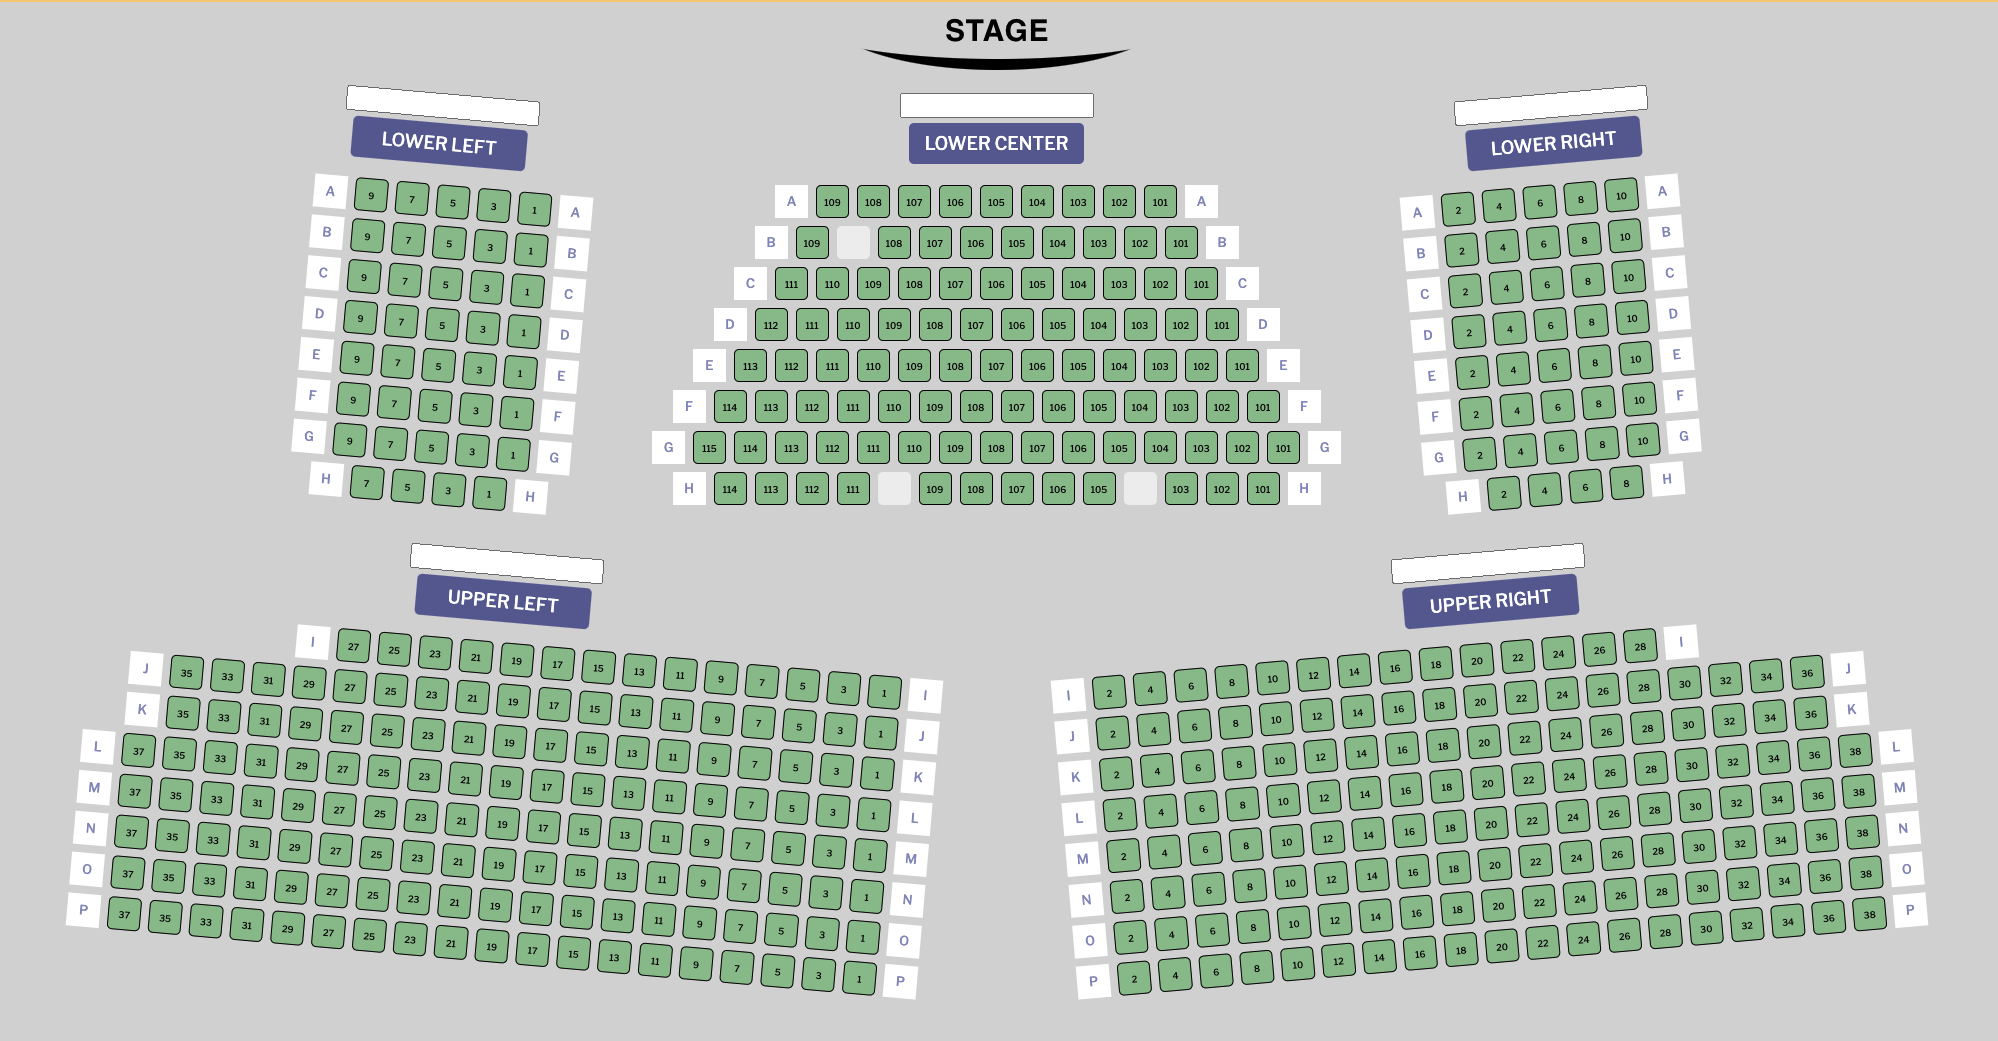 STAGE
LOWER LEFT
A 9 7 5 3 1 A
B 9 7 5 3 1 B
C 9 7 5 3 1 C
D 9 7 5 3 1 D
E 9 7 5 3 1 E
F 9 7 5 3 1 F
G 9 7 5 3 1 G
H 7 5 3 1 H
LOWER CENTER
A 109 108 107 106 105 104 103 102 101 A
B 109 108 107 106 105 104 103 102 101 B
C 111 110 109 108 107 106 105 104 103 102 101 C
D 112 111 110 109 108 107 106 105 104 103 102 101 D
E 113 112 111 110 109 108 107 106 105 104 103 102 101 E
F 114 113 112 111 110 109 108 107 106 105 104 103 102 101 F
G 115 114 113 112 111 110 109 108 107 106 105 104 103 102 101 G
H 114 113 112 111 109 108 107 106 105 103 102 101 H
LOWER RIGHT
A 2 4 6 8 10 A
B 2 4 6 8 10 B
C 2 4 6 8 10 C
D 2 4 6 8 10 D
E 2 4 6 8 10 E
F 2 4 6 8 10 F
G 2 4 6 8 10 G
H 2 4 6 8 H
UPPER LEFT
I 27 25 23 21 19 17 15 13 11 9 7 5 3 1 I
J 35 33 31 29 27 25 23 21 19 17 15 13 11 9 7 5 3 1 J
K 35 33 31 29 27 25 23 21 19 17 15 13 11 9 7 5 3 1 K
L 37 35 33 31 29 27 25 23 21 19 17 15 13 11 9 7 5 3 1 L
M 37 35 33 31 29 27 25 23 21 19 17 15 13 11 9 7 5 3 1 M
N 37 35 33 31 29 27 25 23 21 19 17 15 13 11 9 7 5 3 1 N
O 37 35 33 31 29 27 25 23 21 19 17 15 13 11 9 7 5 3 1 O
P 37 35 33 31 29 27 25 23 21 19 17 15 13 11 9 7 5 3 1 P
UPPER RIGHT
I 2 4 6 8 10 12 14 16 18 20 22 24 26 28 I
J 2 4 6 8 10 12 14 16 18 20 22 24 26 28 30 32 34 36 J
K 2 4 6 8 10 12 14 16 18 20 22 24 26 28 30 32 34 36 K
L 2 4 6 8 10 12 14 16 18 20 22 24 26 28 30 32 34 36 38 L
M 2 4 6 8 10 12 14 16 18 20 22 24 26 28 30 32 34 36 38 M
N 2 4 6 8 10 12 14 16 18 20 22 24 26 28 30 32 34 36 38 N
O 2 4 6 8 10 12 14 16 18 20 22 24 26 28 30 32 34 36 38 O
P 2 4 6 8 10 12 14 16 18 20 22 24 26 28 30 32 34 36 38 P